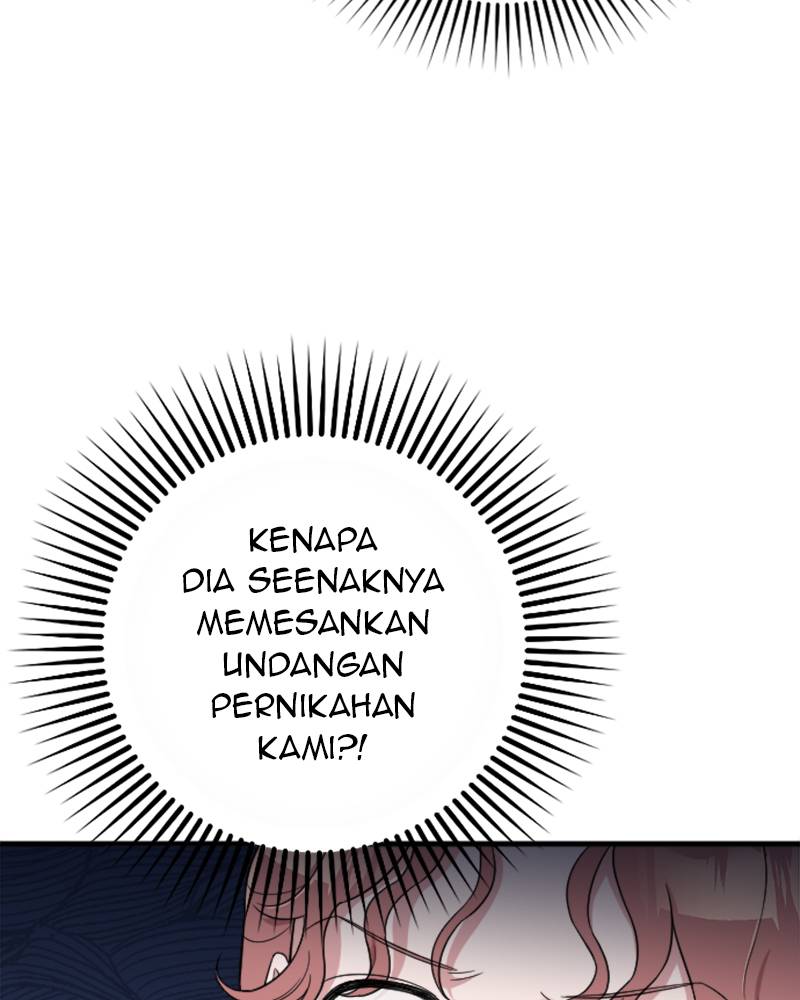 KENAPA
DIA SEENAKNYA
MEMESANKAN
UNDANGAN
PERNIKAHAN
KAMI?!